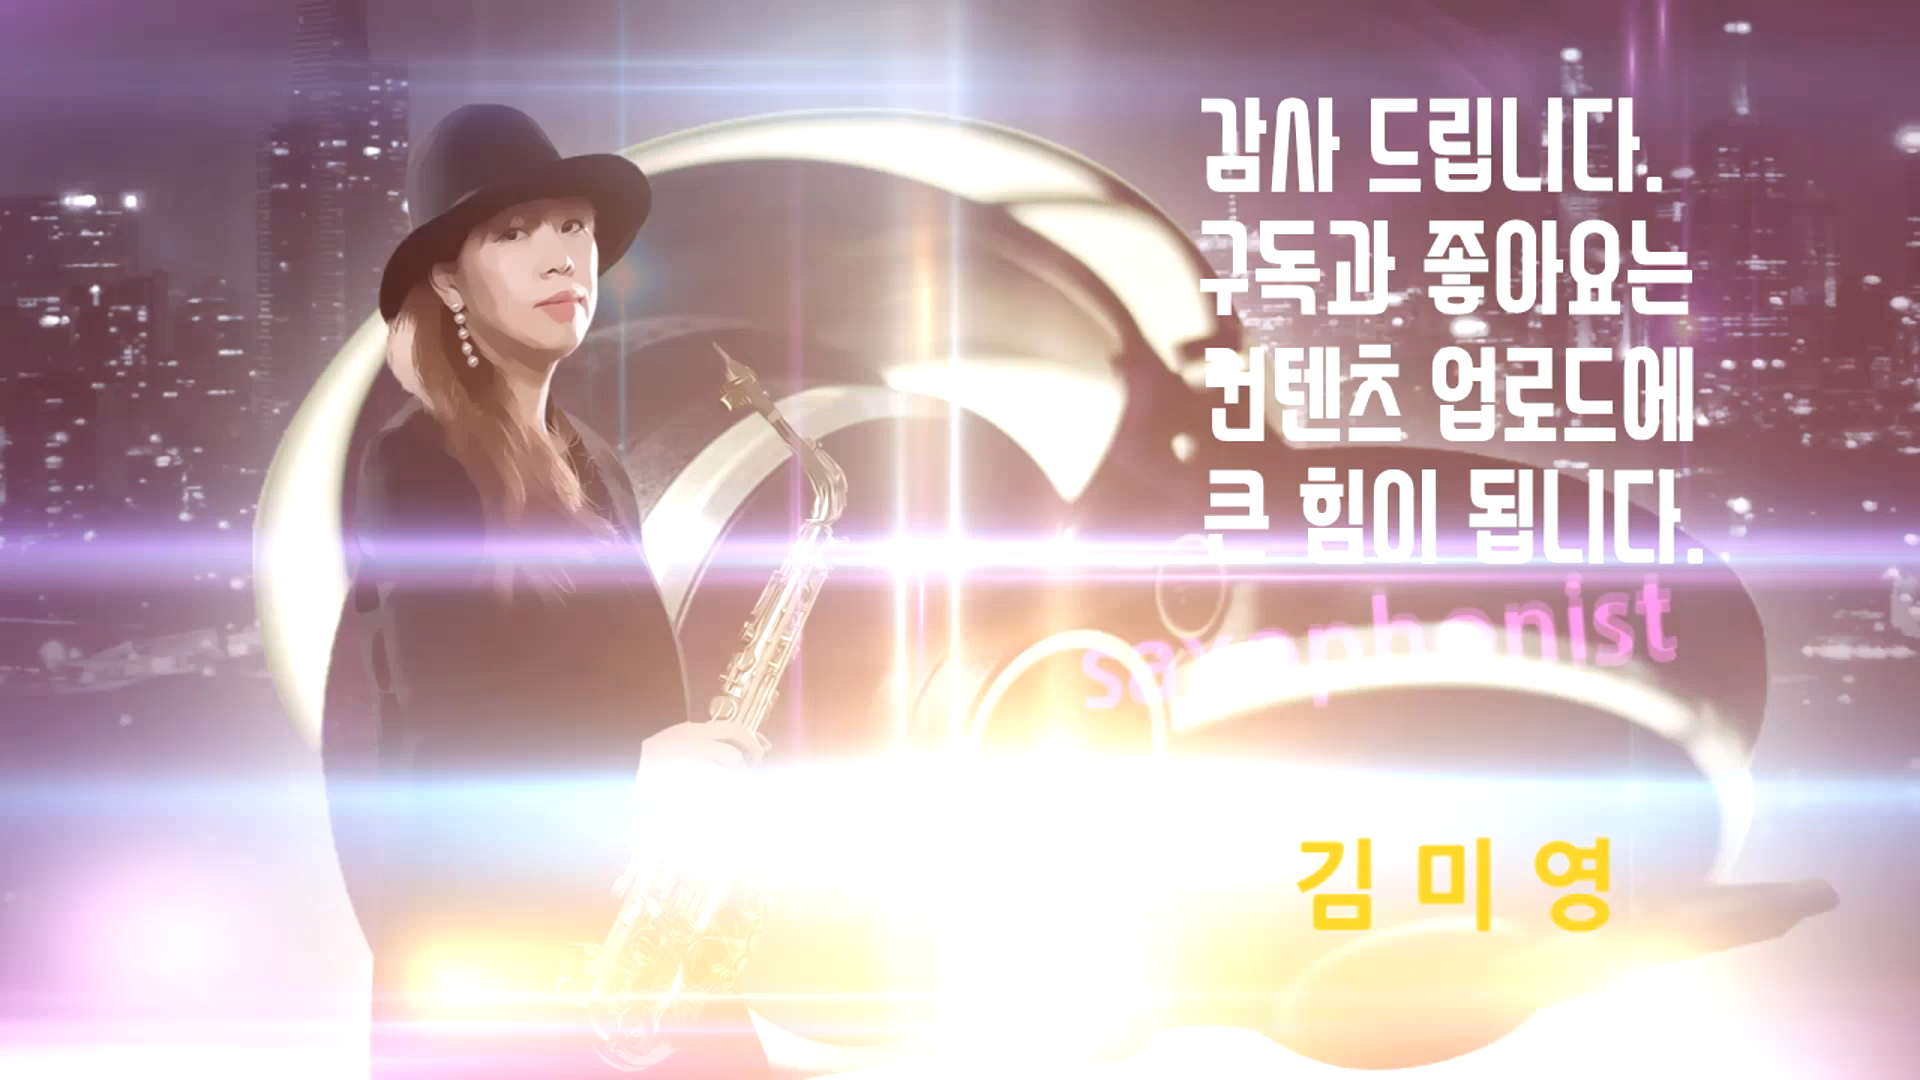 감사 드립니다.
구독과 좋아요는
컨텐츠 업로드에
큰 힘이 됩니다.
saxophonist
김미영